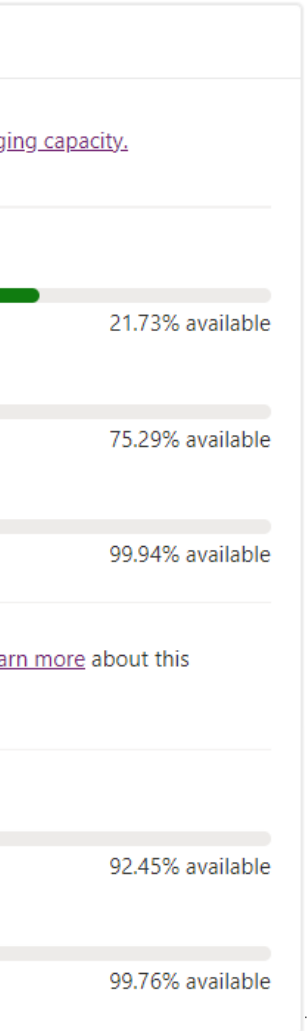 ging capacity.
21.73% available
75.29% available
99.94% available
arn more about this
92.45% available
99.76% available